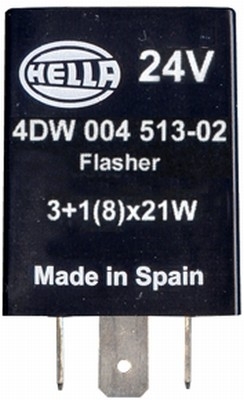 HELLA 24V
4DW 004 513-02
Flasher
3+1(8)x21W
Made in Spain